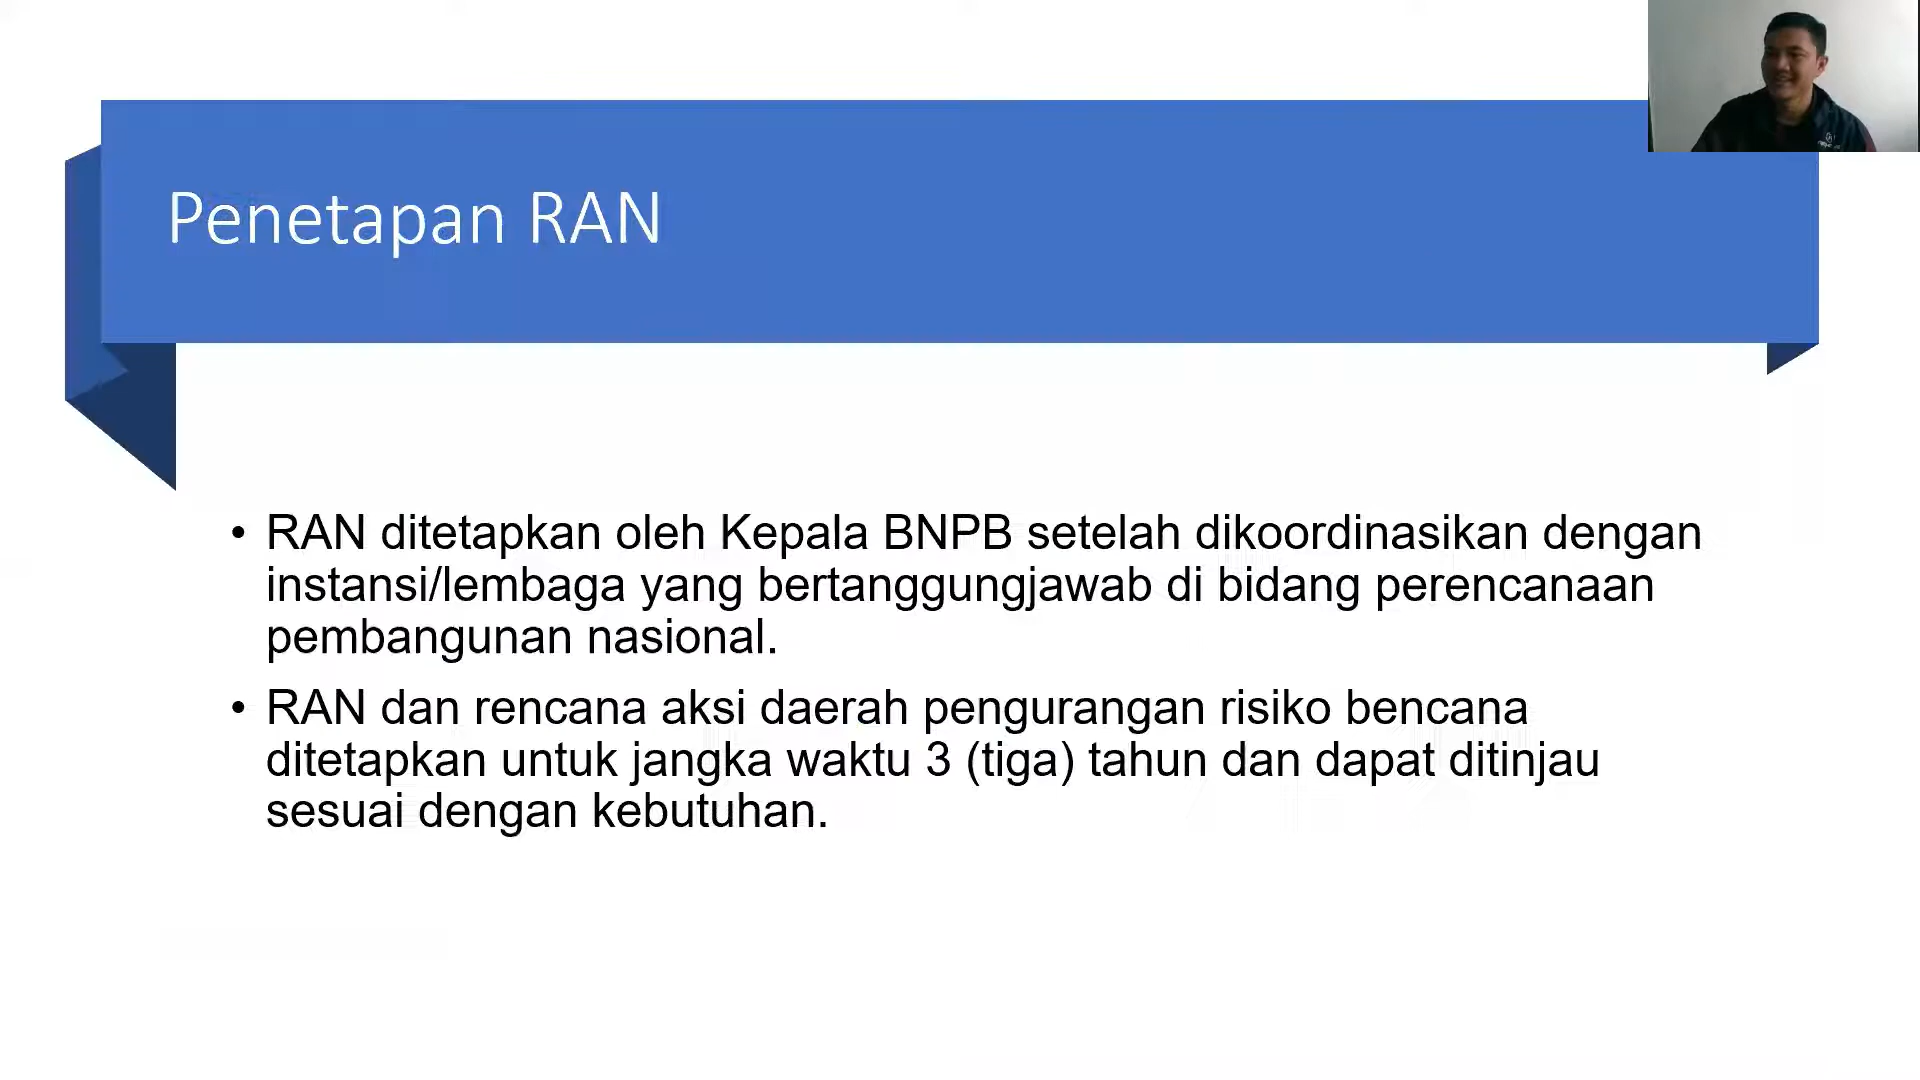 Penetapan RAN
• RAN ditetapkan oleh Kepala BNPB setelah dikoordinasikan dengan
instansi/lembaga yang bertanggungjawab di bidang perencanaan
pembangunan nasional.
• RAN dan rencana aksi daerah pengurangan risiko bencana
ditetapkan untuk jangka waktu 3 (tiga) tahun dan dapat ditinjau
sesuai dengan kebutuhan.